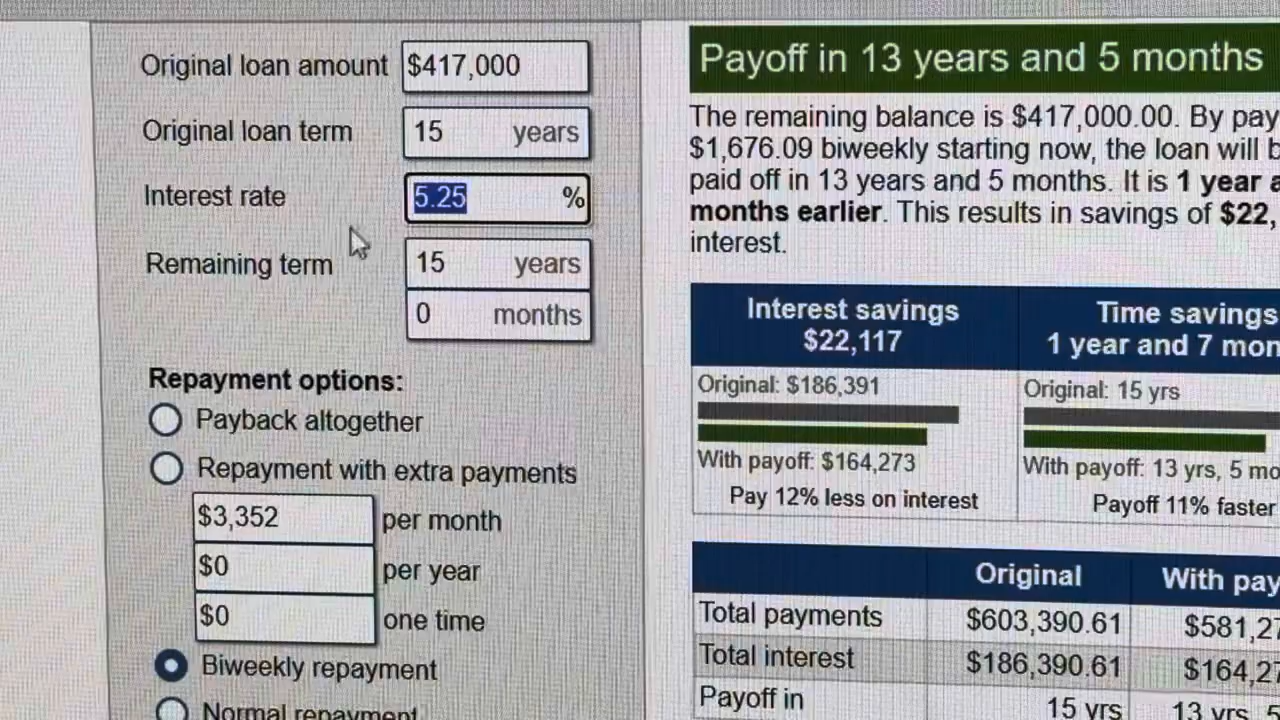 Original loan amount $417,000
Original loan term 15 years
Interest rate 5.25 %
Remaining term 15 years
0 months
Repayment options:
Payback altogether
Repayment with extra payments
$3,352 per month
$0 per year
$0 one time
Biweekly repayment
Normal repayment
Payoff in 13 years and 5 months
The remaining balance is $417,000.00. By pay
$1,676.09 biweekly starting now, the loan will b
paid off in 13 years and 5 months. It is 1 year a
months earlier. This results in savings of $22,
interest.
Interest savings
$22,117
Original: $186,391
With payoff: $164,273
Pay 12% less on interest
Time savings
1 year and 7 mon
Original: 15 yrs
With payoff: 13 yrs, 5 mo
Payoff 11% faster
Original With pay
Total payments $603,390.61 $581,27
Total interest $186,390.61 $164,27
Payoff in 15 yrs 13 yrs, 5